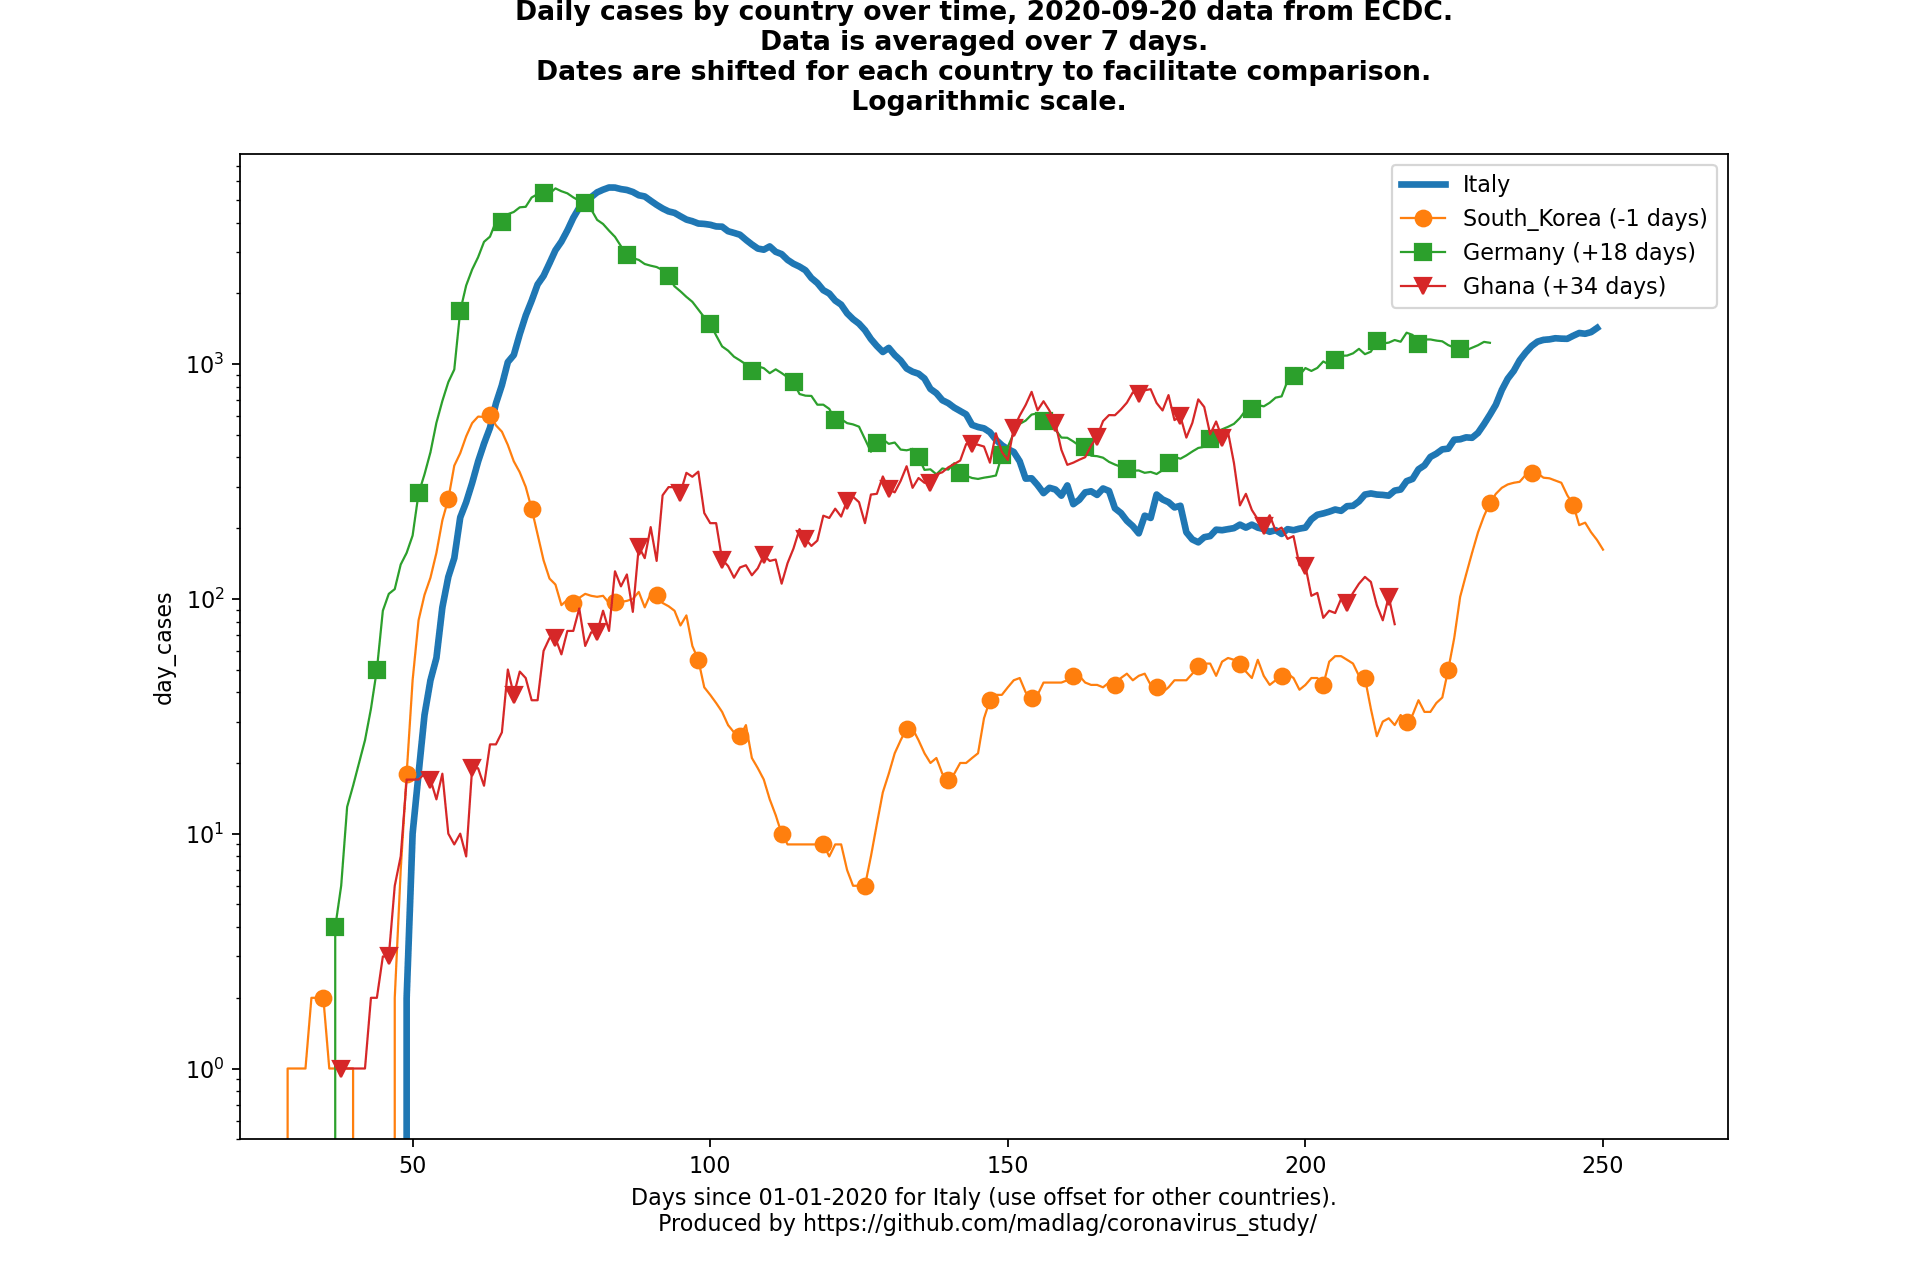 Daily cases by country over time, 2020-09-20 data from ECDC.
Data is averaged over 7 days.
Dates are shifted for each country to facilitate comparison.
Logarithmic scale.
Italy
South_Korea (-1 days)
Germany (+18 days)
Ghana (+34 days)
day_cases
10³
10²
10¹
10⁰
50 100 150 200 250
Days since 01-01-2020 for Italy (use offset for other countries).
Produced by https://github.com/madlag/coronavirus_study/